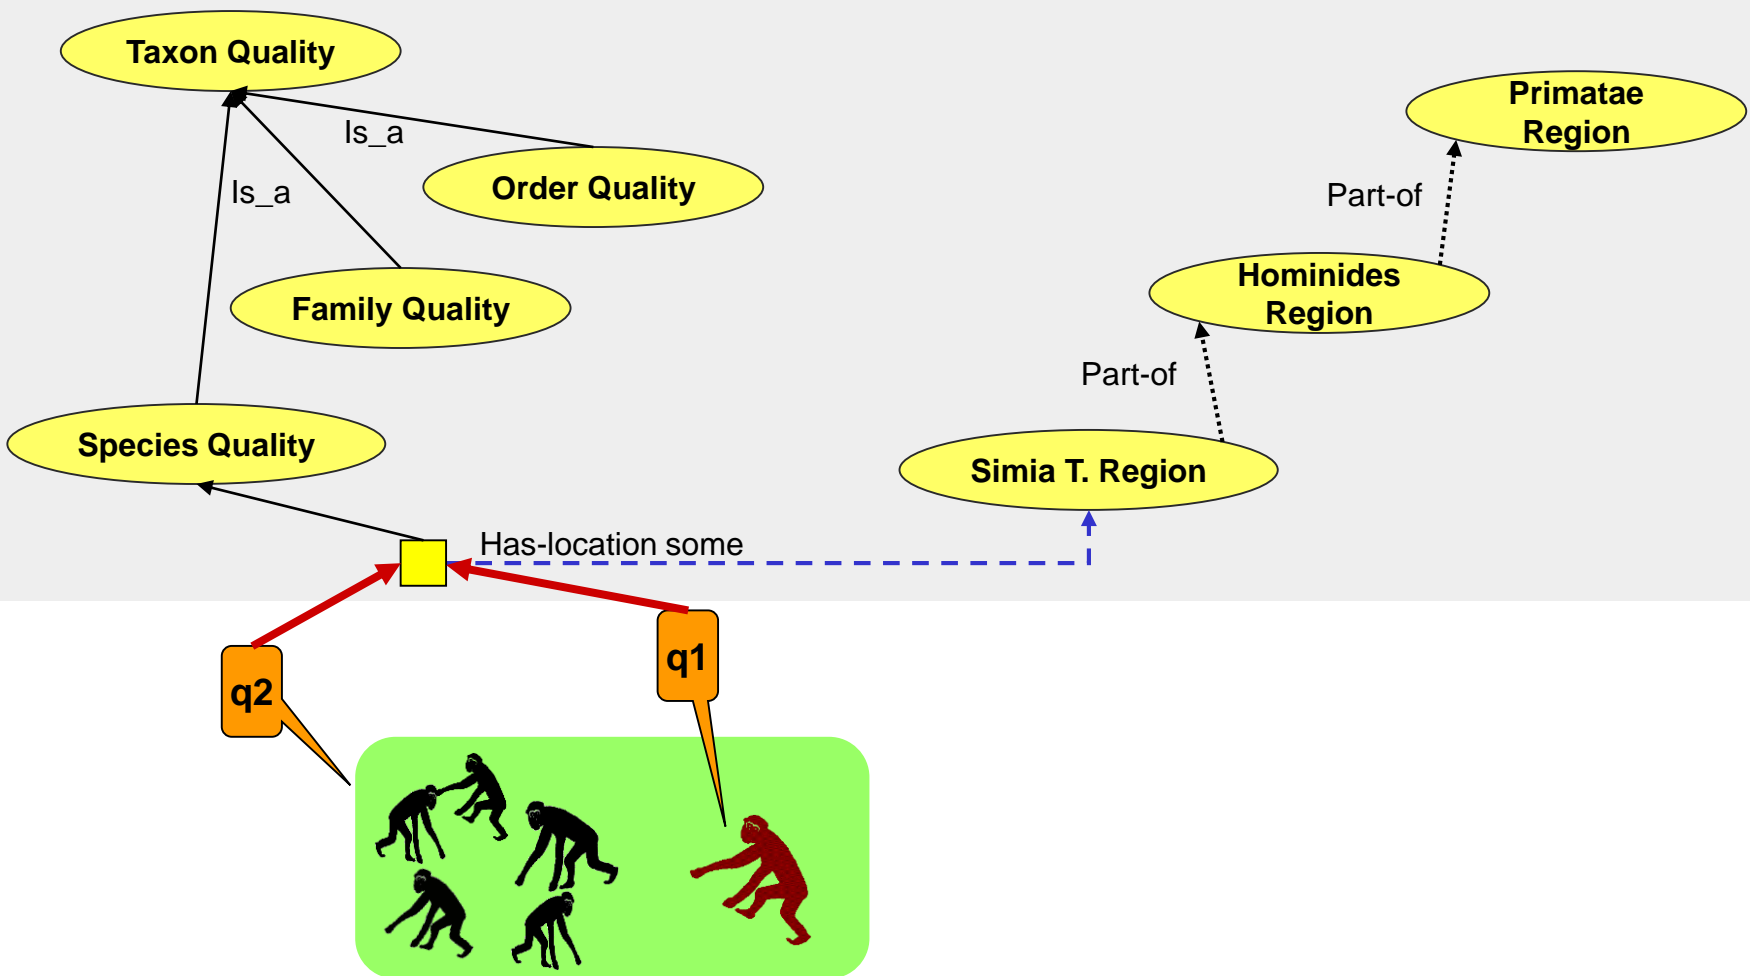 Taxon Quality
Primatae
Region
Is_a
Order Quality
Is_a
Part-of
Family Quality
Hominides
Region
Part-of
Species Quality
Simia T. Region
Has-location some
q1
q2